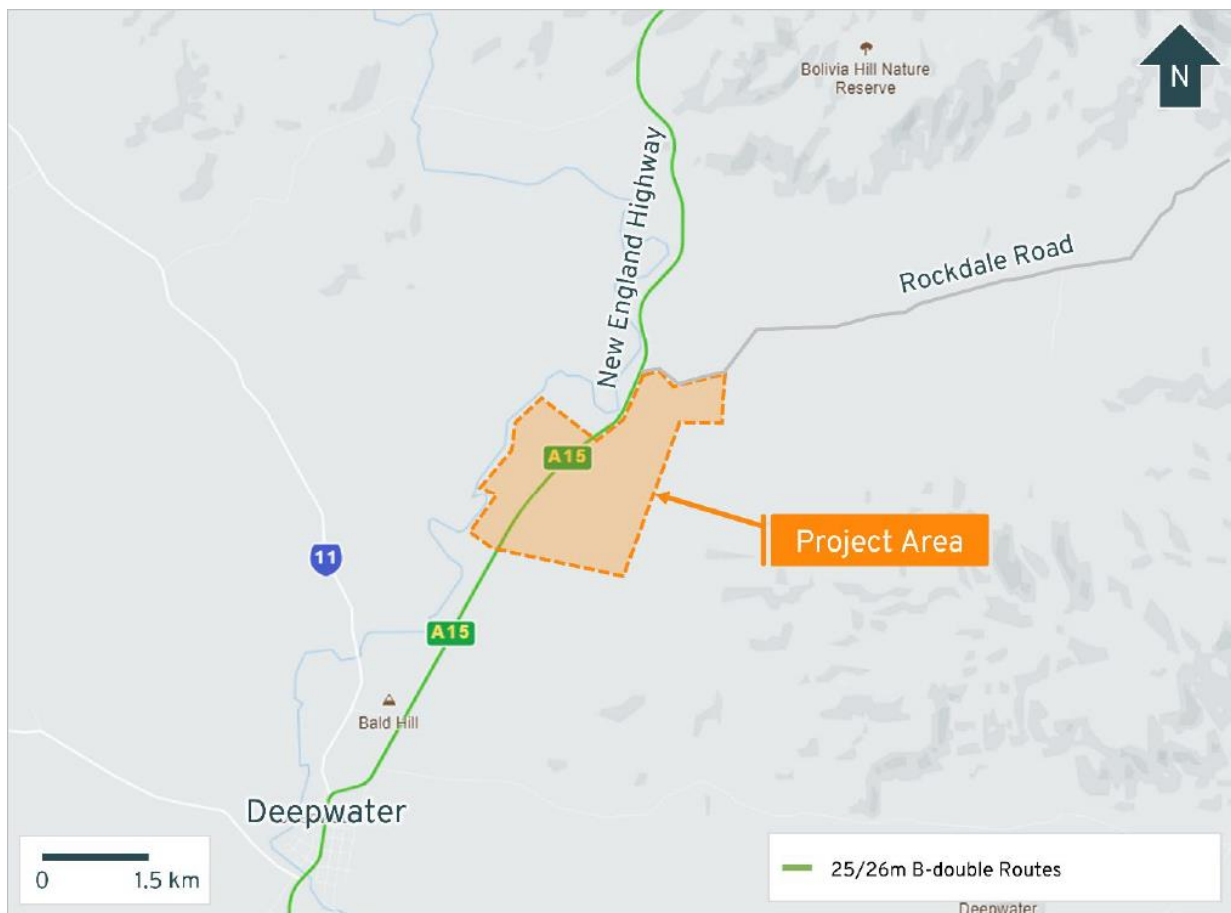 Bolivia Hill Nature
Reserve
N
New England Highway
Rockdale Road
A15
Project Area
11
A15
Bald Hill
Deepwater
0 1.5 km
25/26m B-double Routes
Deepwater